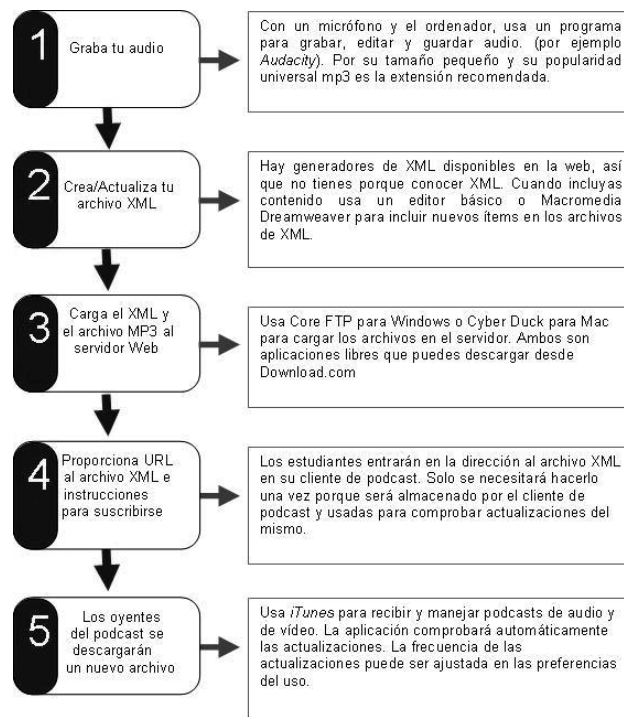 1
Graba tu audio
Con un micrófono y el ordenador, usa un programa
para grabar, editar y guardar audio. (por ejemplo
Audacity). Por su tamaño pequeño y su popularidad
universal mp3 es la extensión recomendada.
2
Crea/Actualiza tu
archivo XML
Hay generadores de XML disponibles en la web, así
que no tienes porque conocer XML. Cuando incluyas
contenido usa un editor básico o Macromedia
Dreamweaver para incluir nuevos ítems en los archivos
de XML.
3
Carga el XML y
el archivo MP3 al
servidor Web
Usa Core FTP para Windows o Cyber Duck para Mac
para cargar los archivos en el servidor. Ambos son
aplicaciones libres que puedes descargar desde
Download.com
4
Proporciona URL
al archivo XML e
instrucciones
para suscribirse
Los estudiantes entrarán en la dirección al archivo XML
en su cliente de podcast. Solo se necesitará hacerlo
una vez porque será almacenado por el cliente de
podcast y usadas para comprobar actualizaciones del
mismo.
5
Los oyentes
del podcast se
descargarán
un nuevo archivo
Usa iTunes para recibir y manejar podcasts de audio y
de vídeo. La aplicación comprobará automáticamente
las actualizaciones. La frecuencia de las
actualizaciones puede ser ajustada en las preferencias
del uso.